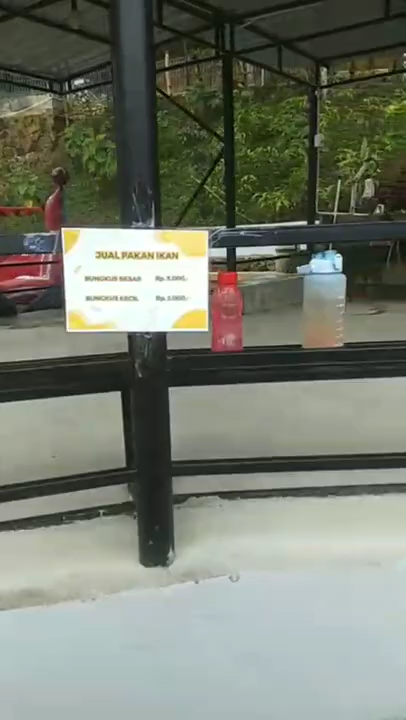 JUAL PAKAN IKAN
BUNGKUS BESAR Rp. 5.000,-
BUNGKUS KECIL Rp. 2.000,-